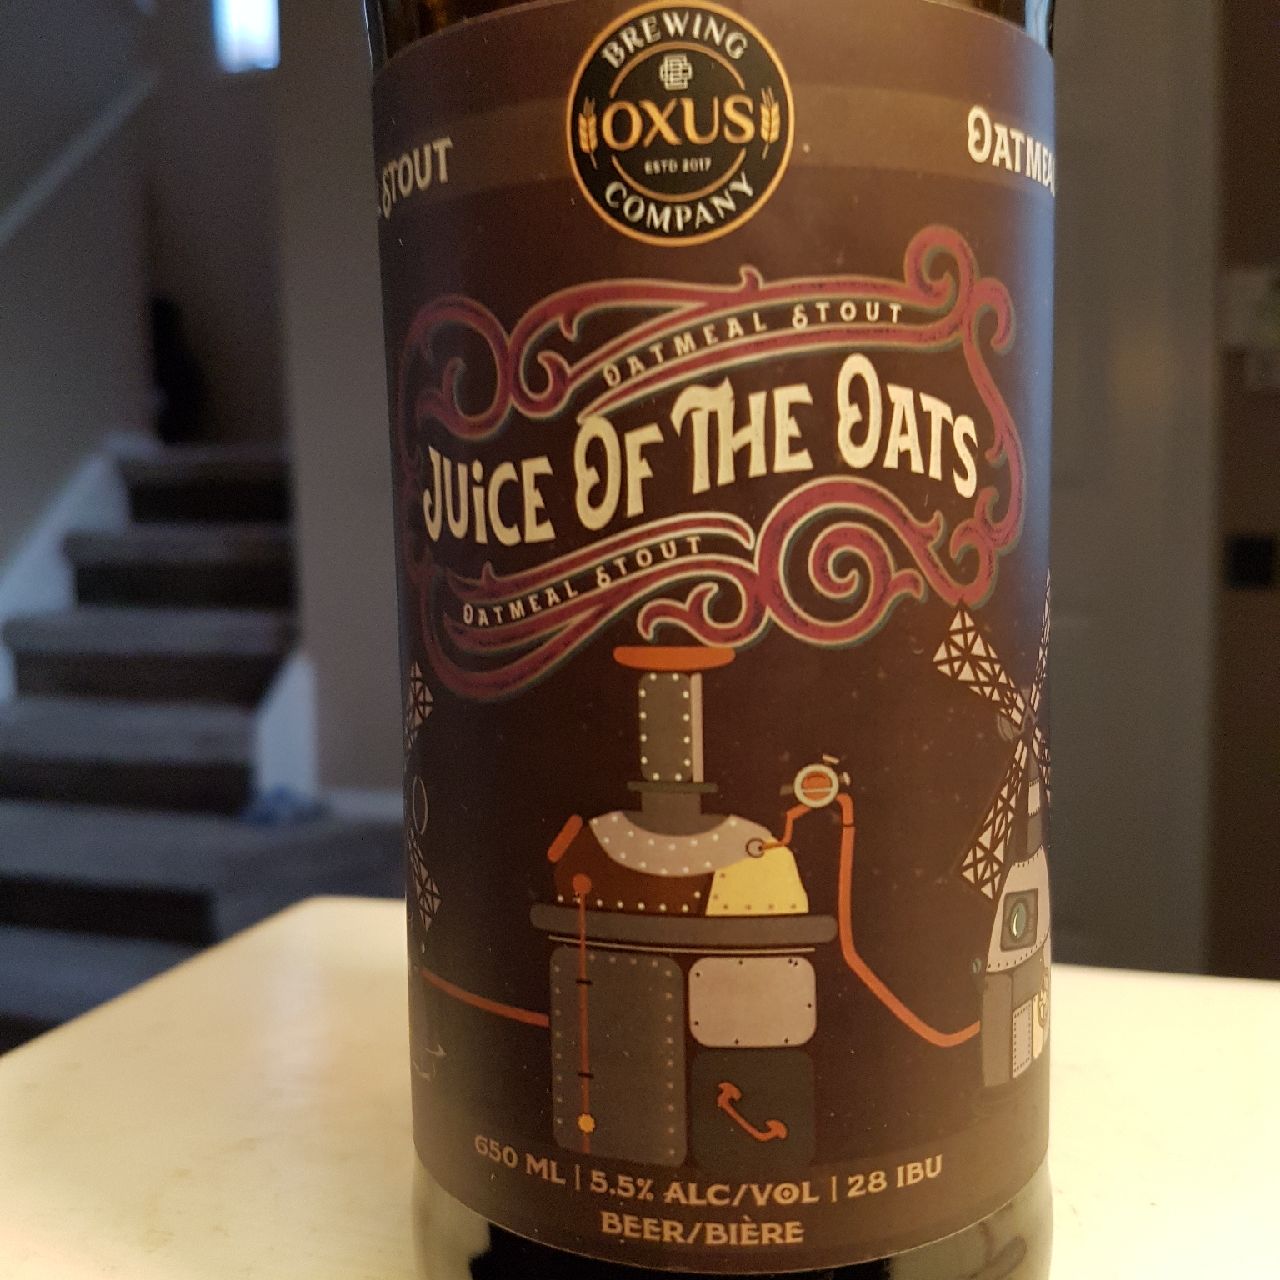 BREWING
OXUS
ESTD 2017
COMPANY
STOUT
OATMEAL STOUT
JUiCE OF THE OATS
OATMEAL STOUT
650 ML | 5.5% ALC/VOL | 28 IBU
BEER/BIÈRE